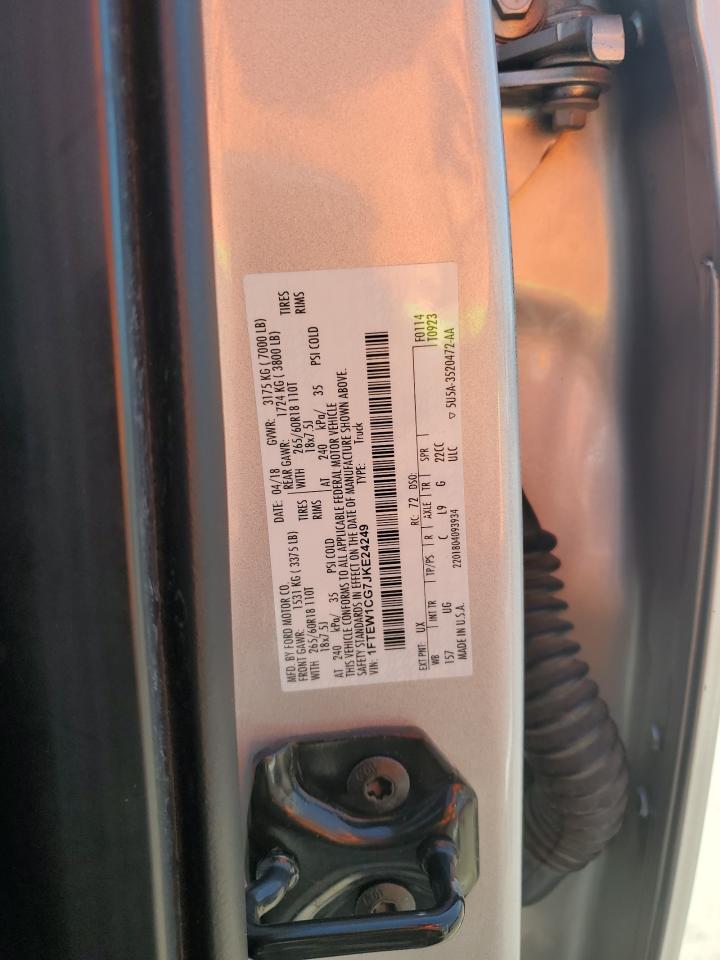 MFD. BY FORD MOTOR CO.
DATE: 04/18 GVWR: 3175 KG ( 7000 LB)
FRONT GAWR: 1531 KG ( 3375 LB) REAR GAWR: 1724 KG ( 3800 LB)
WITH 265/60R18 110T TIRES WITH 265/60R18 110T TIRES
18x7.5J RIMS 18x7.5J RIMS
AT 240 kPa/ 35 PSI COLD AT 240 kPa/ 35 PSI COLD
THIS VEHICLE CONFORMS TO ALL APPLICABLE FEDERAL MOTOR VEHICLE
SAFETY STANDARDS IN EFFECT ON THE DATE OF MANUFACTURE SHOWN ABOVE.
VIN: 1FTEW1CG7JKE24249 TYPE: Truck
F0114
T0923
EXT PNT: UX RC: 72 DSO:
WB INT TR TP/PS R AXLE TR SPR
157 UG C L9 G 22CC
ULC
MADE IN U.S.A. 2201804093934 ▽ 5U5A-3520472-AA